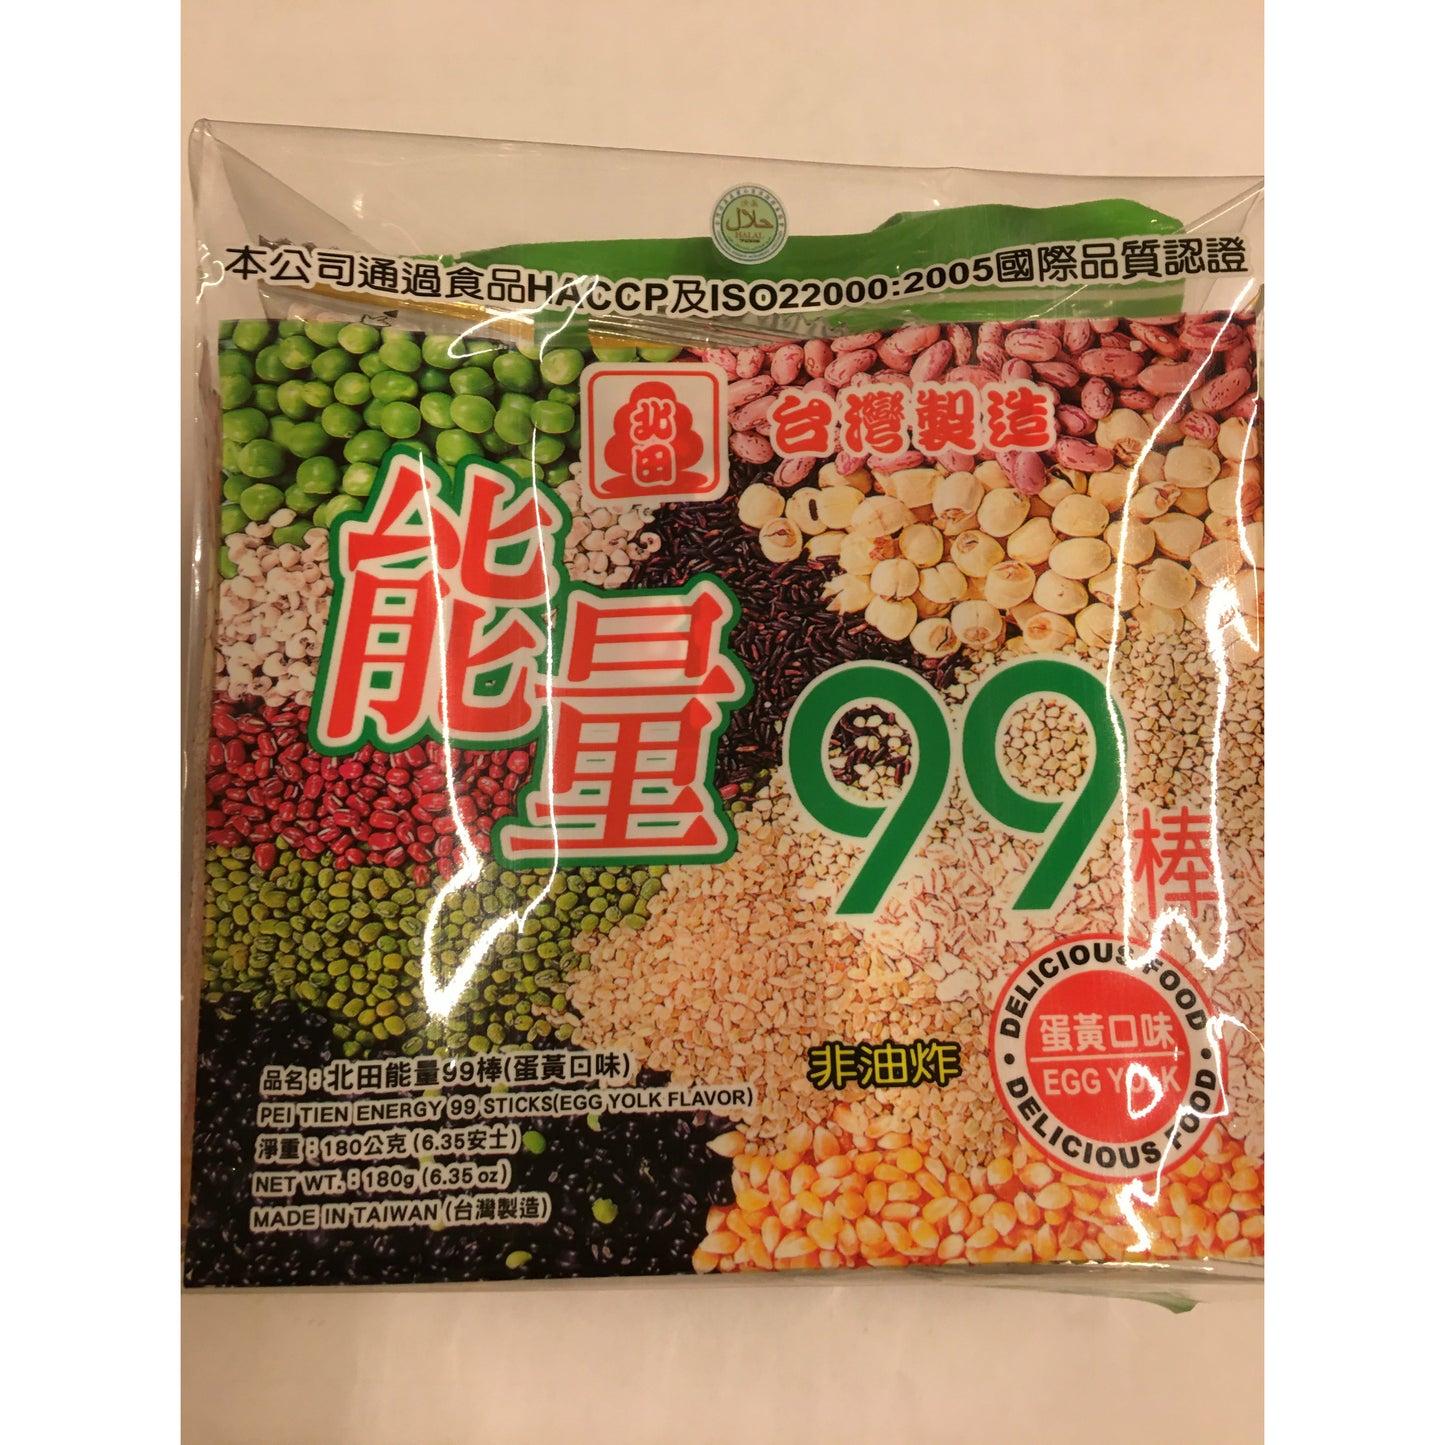 حلال
HALAL
本公司通過食品HACCP及ISO22000:2005國際品質認證
北田
台灣製造
能量
99
棒
DELICIOUS FOOD
蛋黃口味
EGG YOLK
DELICIOUS FOOD
非油炸
品名：北田能量99棒(蛋黃口味)
PEI TIEN ENERGY 99 STICKS(EGG YOLK FLAVOR)
淨重：180公克(6.35安士)
NET WT.：180g (6.35 oz)
MADE IN TAIWAN (台灣製造)